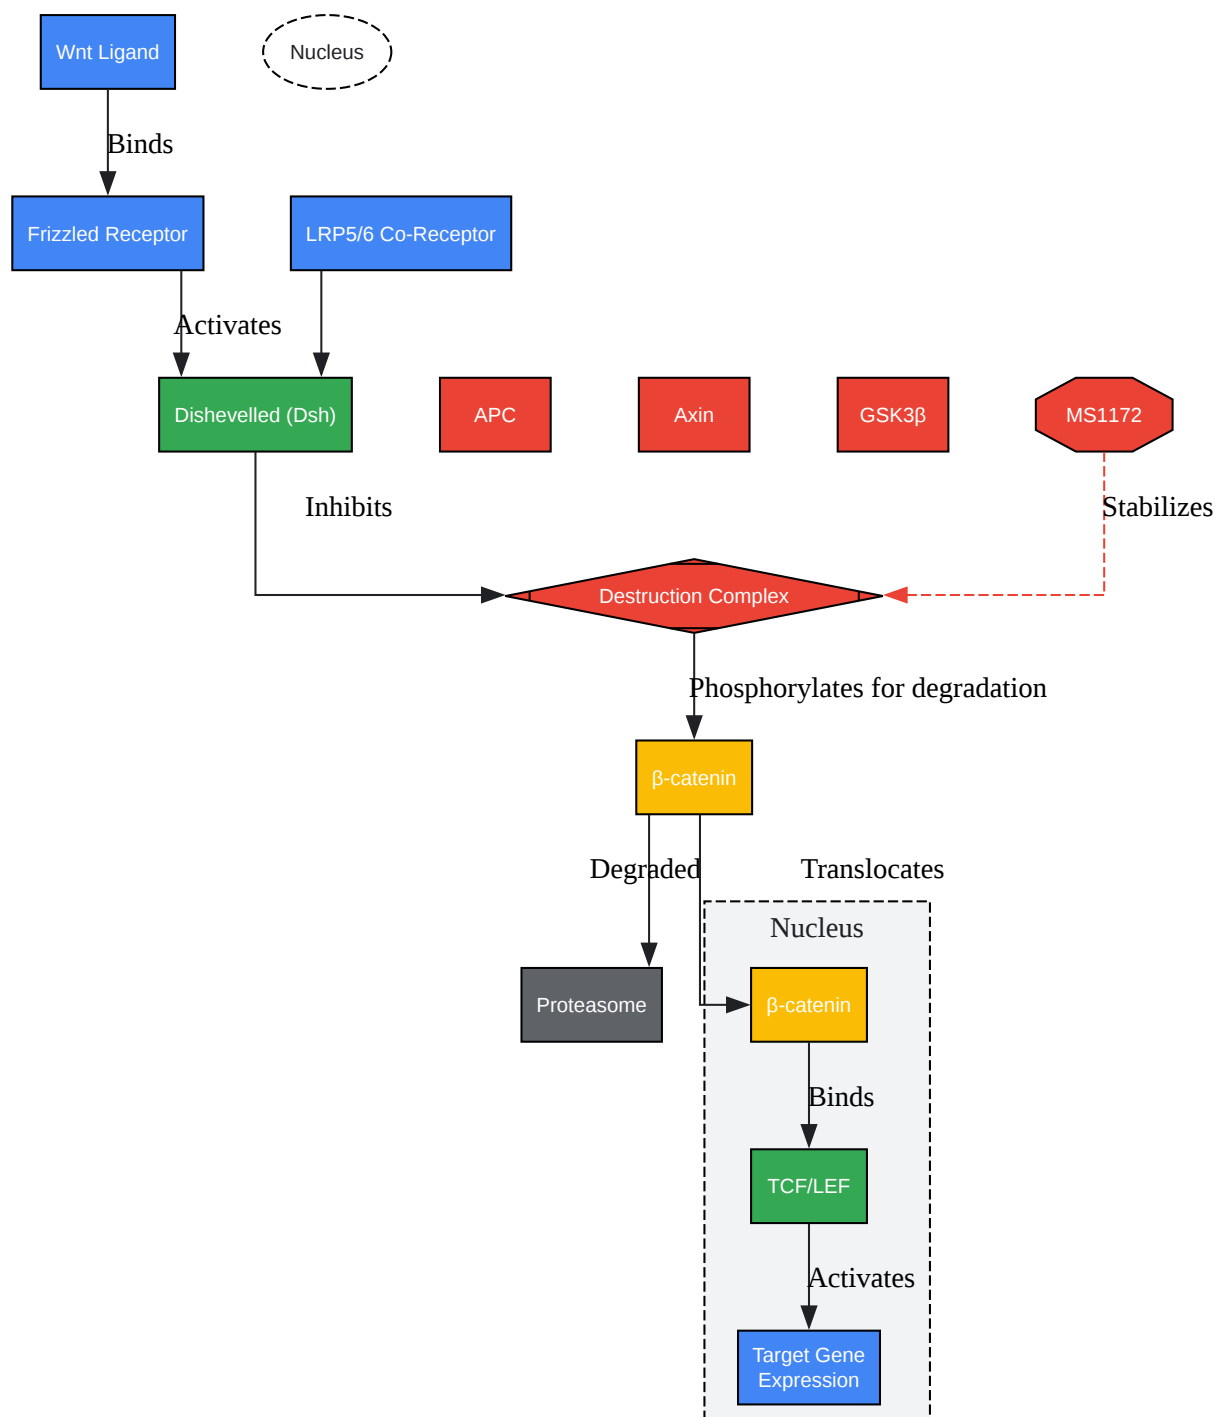 Wnt Ligand
Nucleus
Binds
Frizzled Receptor
LRP5/6 Co-Receptor
Activates
Dishevelled (Dsh)
APC
Axin
GSK3β
MS1172
Inhibits
Stabilizes
Destruction Complex
Phosphorylates for degradation
β-catenin
Degraded
Translocates
Nucleus
Proteasome
β-catenin
Binds
TCF/LEF
Activates
Target Gene
Expression